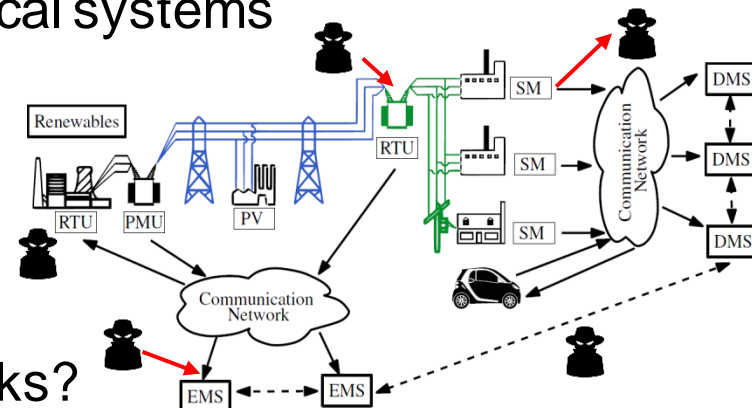 cal systems
Renewables
RTU
PMU
PV
RTU
SM
SM
SM
Communication
Network
DMS
DMS
DMS
Communication
Network
EMS
EMS
ks?